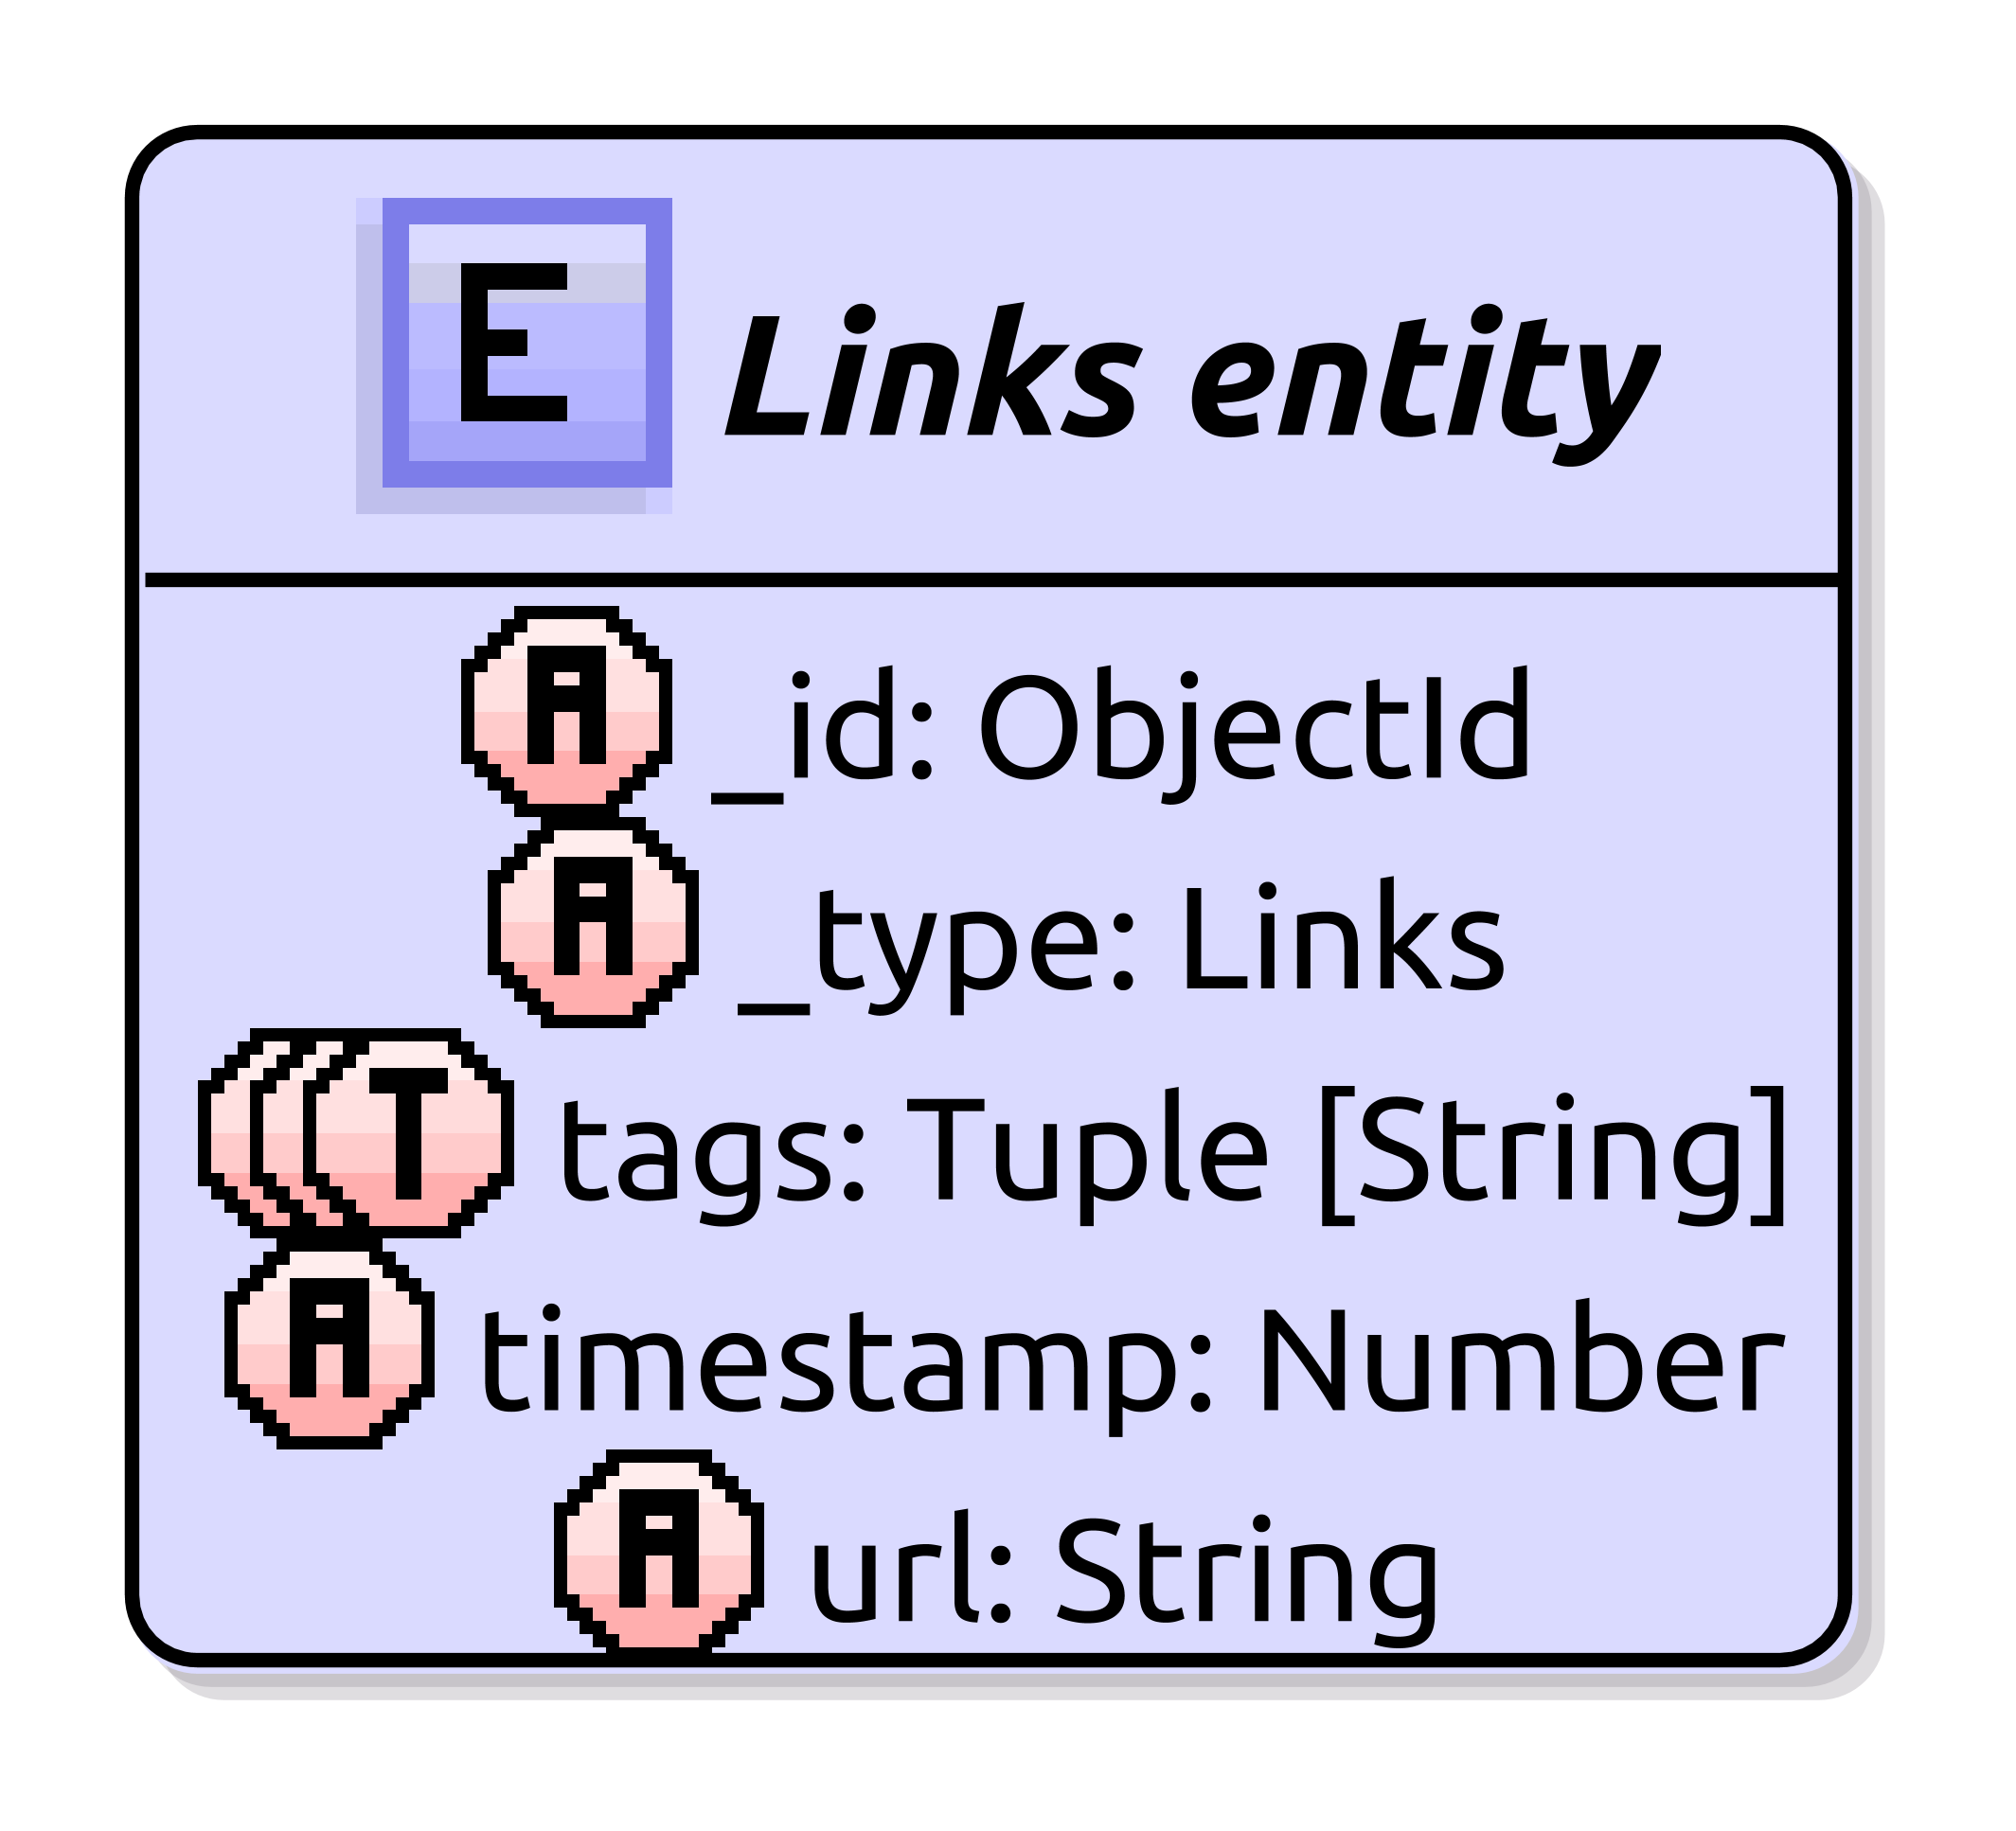 E Links entity
A _id: ObjectId
A _type: Links
T tags: Tuple [String]
A timestamp: Number
A url: String